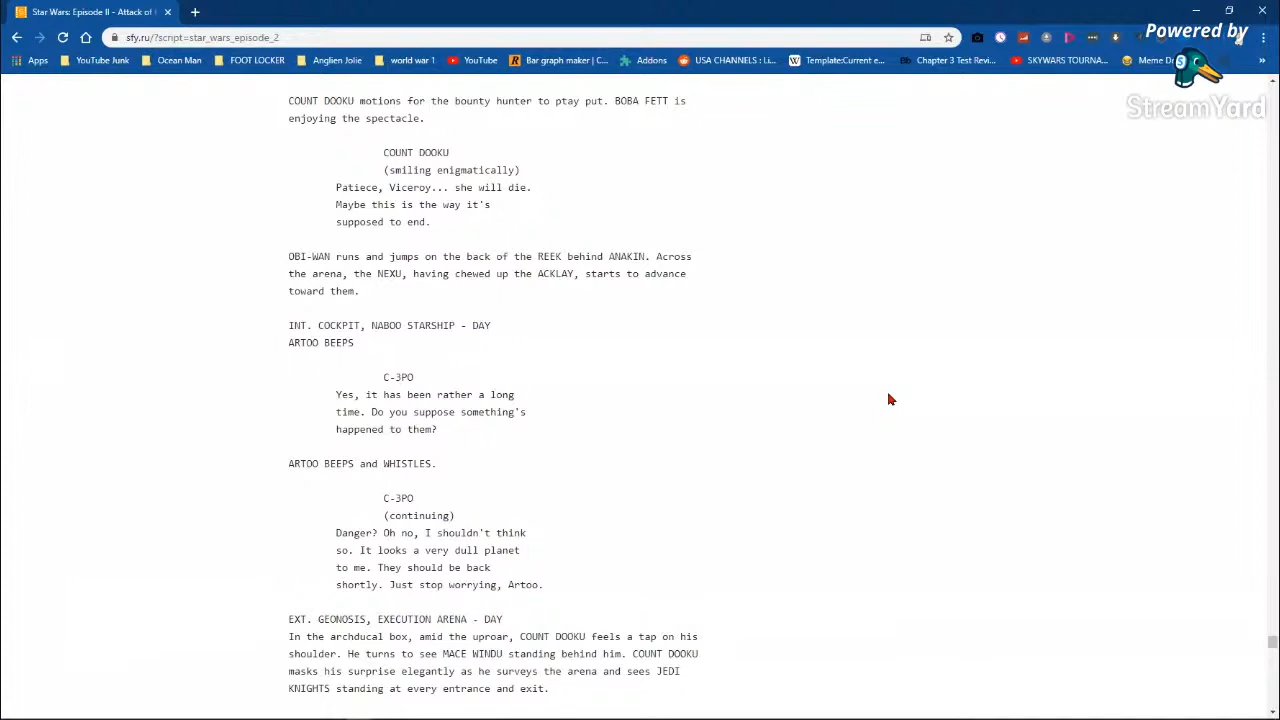 Star Wars: Episode II - Attack of
Powered by
sfy.ru/?script=star_wars_episode_2
Apps
YouTube Junk
Ocean Man
FOOT LOCKER
Anglien Jolie
world war 1
YouTube
Bar graph maker | C...
Addons
USA CHANNELS : Li...
Template:Current e...
Chapter 3 Test Revi...
SKYWARS TOURNA...
Meme De
StreamYard
COUNT DOOKU motions for the bounty hunter to ptay put. BOBA FETT is
enjoying the spectacle.
COUNT DOOKU
(smiling enigmatically)
Patiece, Viceroy... she will die.
Maybe this is the way it's
supposed to end.
OBI-WAN runs and jumps on the back of the REEK behind ANAKIN. Across
the arena, the NEXU, having chewed up the ACKLAY, starts to advance
toward them.
INT. COCKPIT, NABOO STARSHIP - DAY
ARTOO BEEPS
C-3PO
Yes, it has been rather a long
time. Do you suppose something's
happened to them?
ARTOO BEEPS and WHISTLES.
C-3PO
(continuing)
Danger? Oh no, I shouldn't think
so. It looks a very dull planet
to me. They should be back
shortly. Just stop worrying, Artoo.
EXT. GEONOSIS, EXECUTION ARENA - DAY
In the archducal box, amid the uproar, COUNT DOOKU feels a tap on his
shoulder. He turns to see MACE WINDU standing behind him. COUNT DOOKU
masks his surprise elegantly as he surveys the arena and sees JEDI
KNIGHTS standing at every entrance and exit.